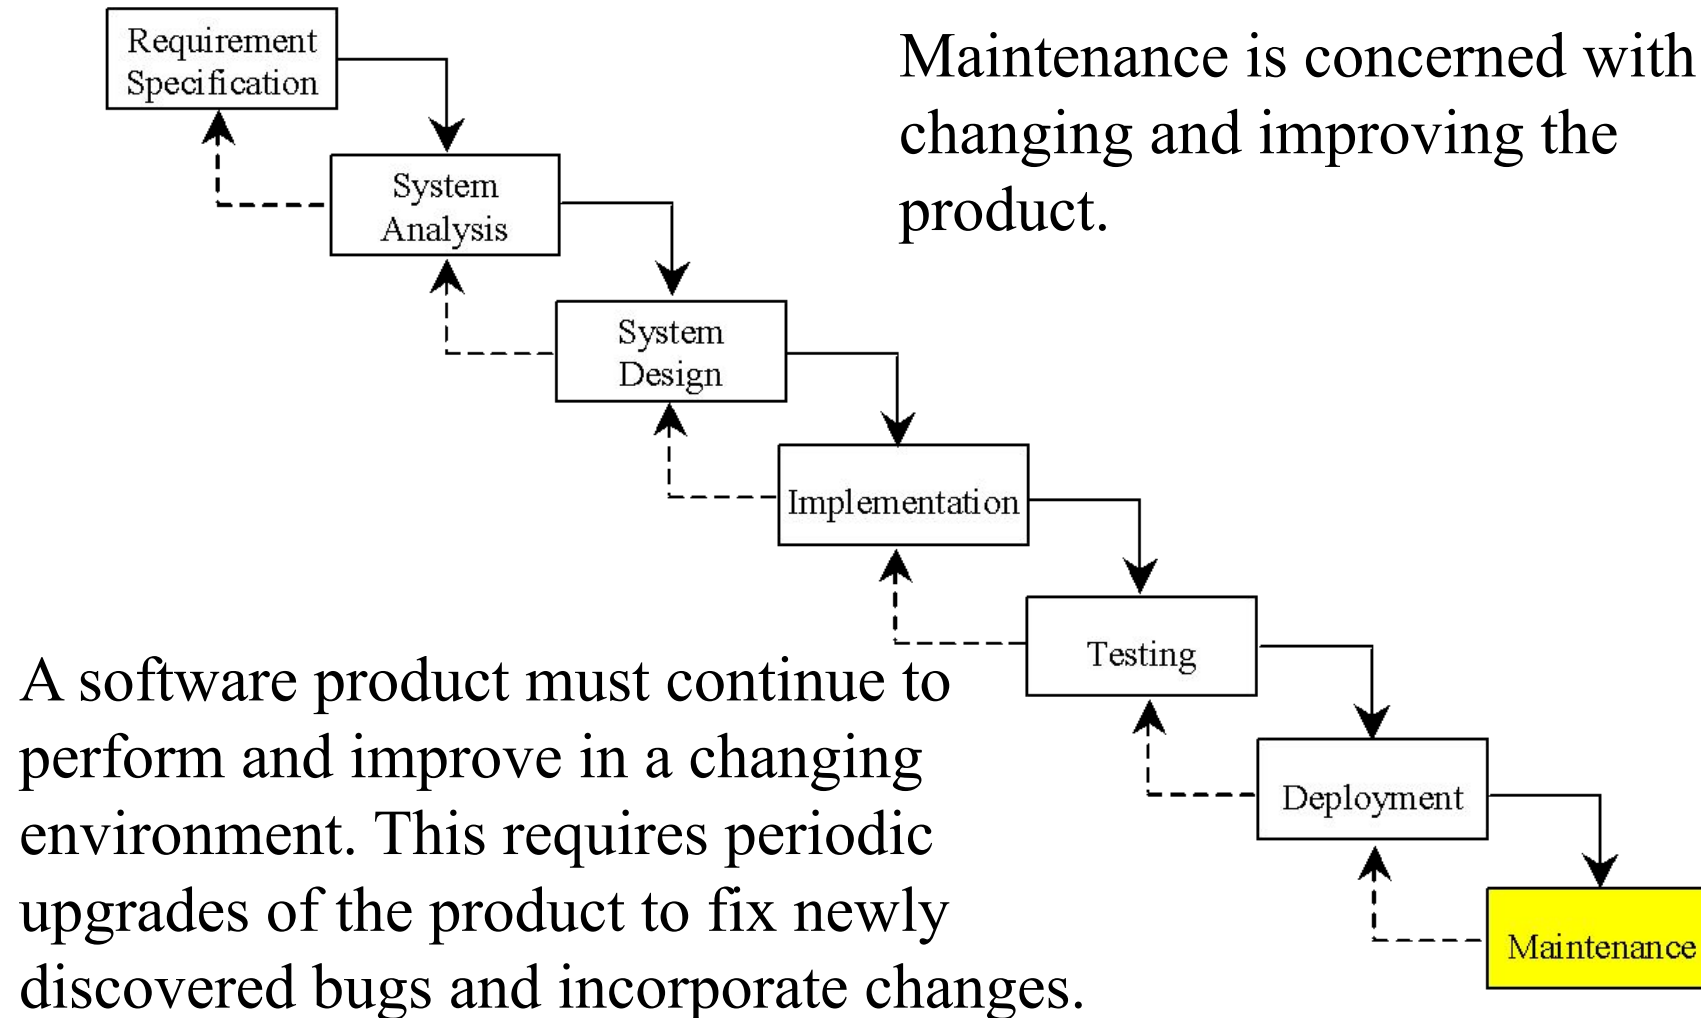 Requirement
Specification
Maintenance is concerned with
changing and improving the
product.
System
Analysis
System
Design
Implementation
Testing
A software product must continue to
perform and improve in a changing
environment. This requires periodic
upgrades of the product to fix newly
discovered bugs and incorporate changes.
Deployment
Maintenance